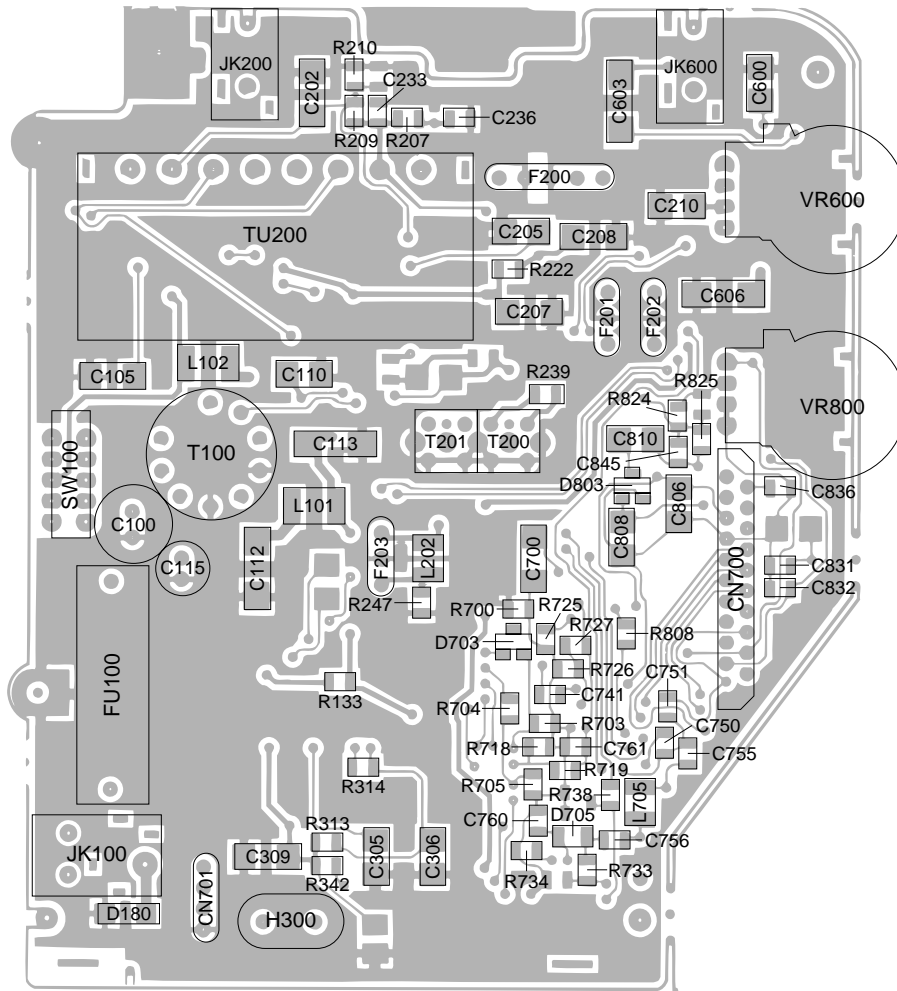 R210
JK200
C202
C233
R209
R207
C236
C603
JK600
C600
F200
C210
VR600
TU200
C205
C208
R222
C207
F201
F202
C606
L102
C105
C110
R239
R825
R824
VR800
T100
C113
T201
T200
C810
C845
D803
SW100
L101
C806
C836
C100
C808
C115
C112
F203
L202
C700
CN700
C831
C832
R247
R700
R725
R727
D703
R808
FU100
R726
C751
R133
C741
R704
R703
C750
R718
C761
C755
R314
R719
R705
R738
L705
C760
D705
R313
C305
C306
C756
JK100
C309
R342
R734
R733
D180
CN701
H300